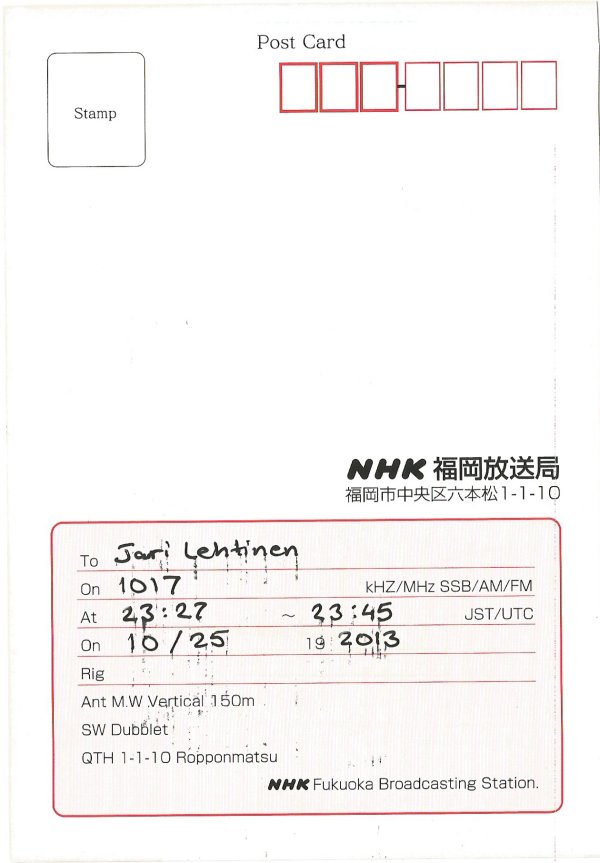 Post Card
Stamp
NHK 福岡放送局
福岡市中央区六本松1-1-10
To Jari Lehtinen
On 1017 kHZ/MHz SSB/AM/FM
At 23:27 ~ 23:45 JST/UTC
On 10/25 19 2013
Rig
Ant M.W Vertical 150m
SW Dubblet
QTH 1-1-10 Ropponmatsu
NHK Fukuoka Broadcasting Station.